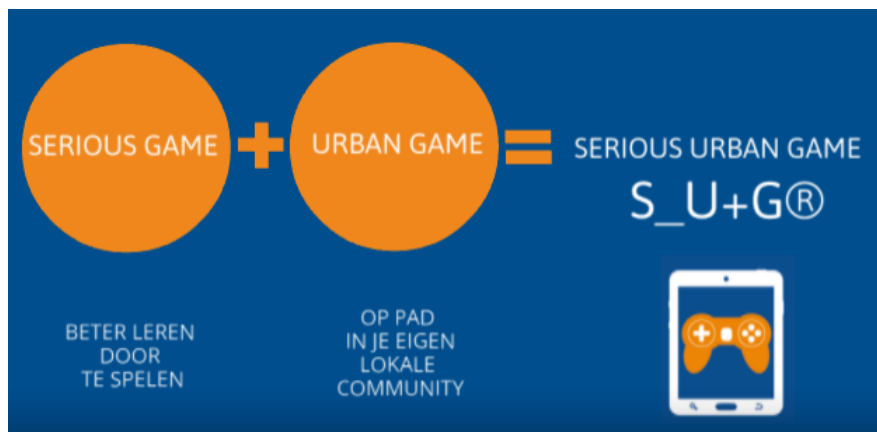 SERIOUS GAME
+
URBAN GAME
=
SERIOUS URBAN GAME
S_U+G®
BETER LEREN
DOOR
TE SPELEN
OP PAD
IN JE EIGEN
LOKALE
COMMUNITY